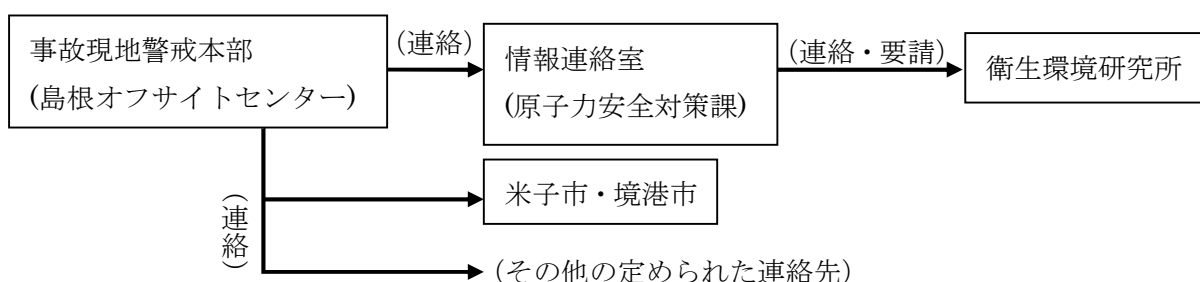 事故現地警戒本部
(島根オフサイトセンター)
(連絡)
情報連絡室
(原子力安全対策課)
(連絡・要請)
衛生環境研究所
(連絡)
米子市・境港市
(その他の定められた連絡先)